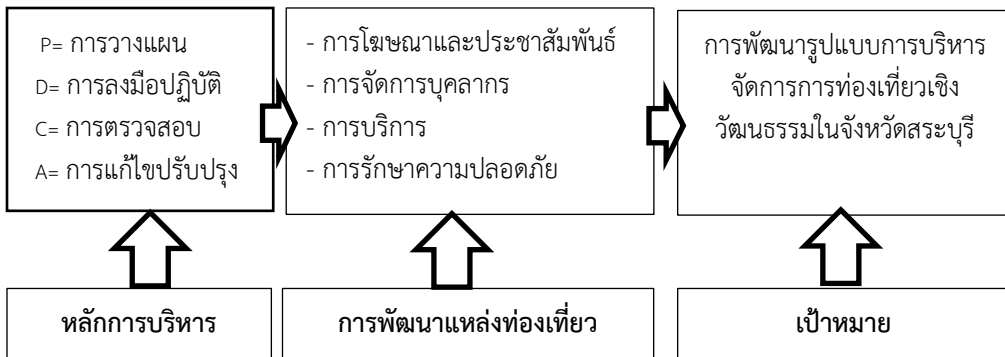 P= การวางแผน
D= การลงมือปฏิบัติ
C= การตรวจสอบ
A= การแก้ไขปรับปรุง
- การโฆษณาและประชาสัมพันธ์
- การจัดการบุคลากร
- การบริการ
- การรักษาความปลอดภัย
การพัฒนารูปแบบการบริหาร
จัดการการท่องเที่ยวเชิง
วัฒนธรรมในจังหวัดสระบุรี
หลักการบริหาร
การพัฒนาแหล่งท่องเที่ยว
เป้าหมาย